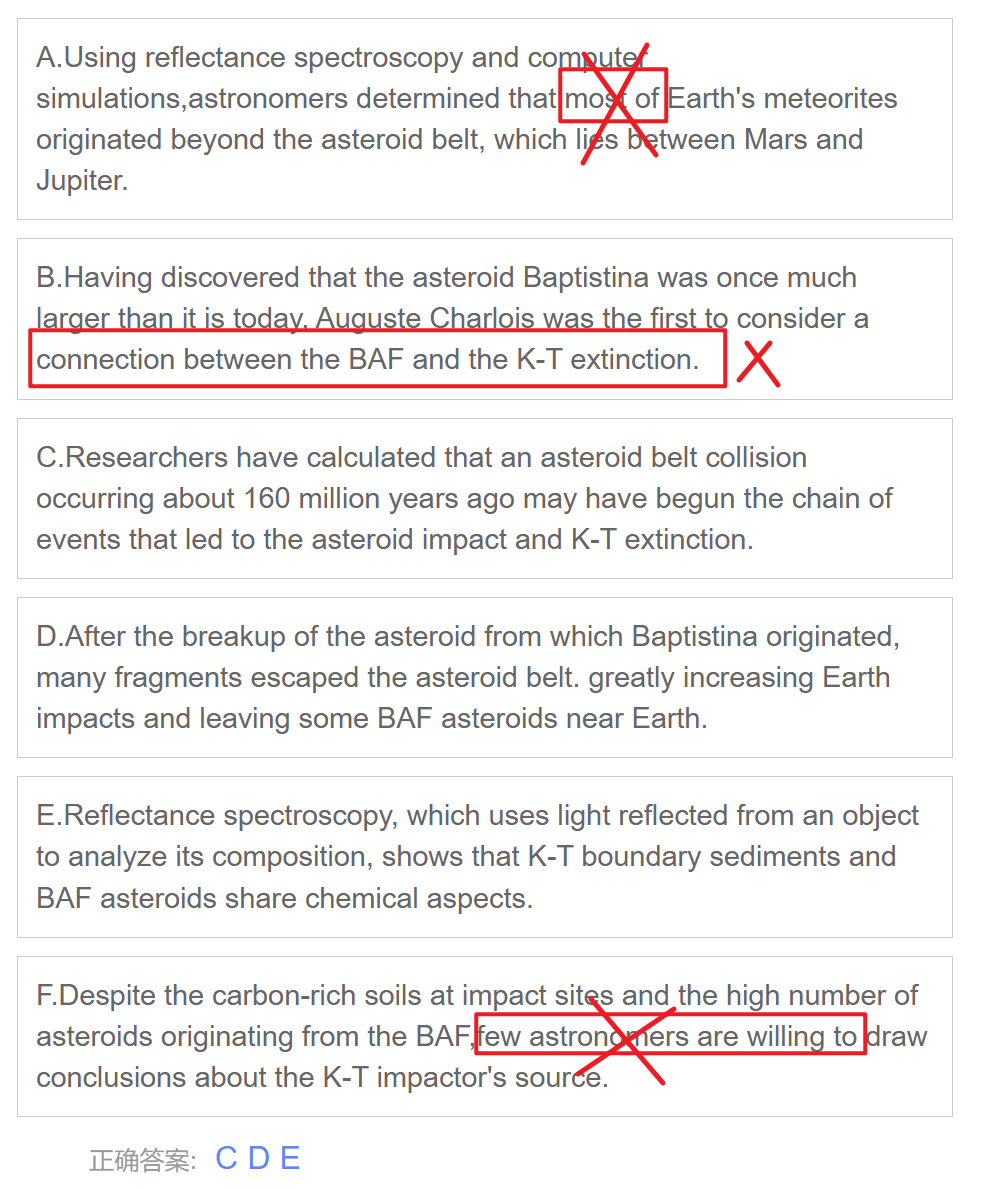 A.Using reflectance spectroscopy and computer
simulations,astronomers determined that most of Earth's meteorites
originated beyond the asteroid belt, which lies between Mars and
Jupiter.
B.Having discovered that the asteroid Baptistina was once much
larger than it is today. Auguste Charlois was the first to consider a
connection between the BAF and the K-T extinction.
C.Researchers have calculated that an asteroid belt collision
occurring about 160 million years ago may have begun the chain of
events that led to the asteroid impact and K-T extinction.
D.After the breakup of the asteroid from which Baptistina originated,
many fragments escaped the asteroid belt. greatly increasing Earth
impacts and leaving some BAF asteroids near Earth.
E.Reflectance spectroscopy, which uses light reflected from an object
to analyze its composition, shows that K-T boundary sediments and
BAF asteroids share chemical aspects.
F.Despite the carbon-rich soils at impact sites and the high number of
asteroids originating from the BAF,few astronomers are willing to draw
conclusions about the K-T impactor's source.
正确答案: C D E